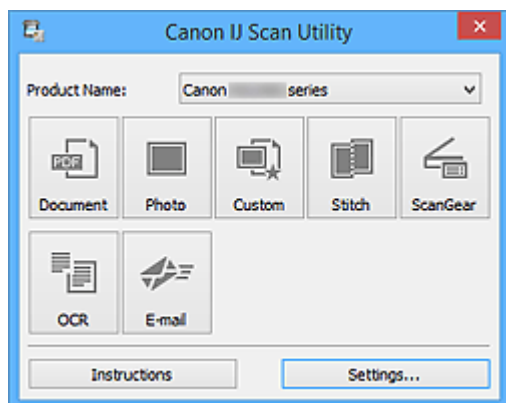 Canon IJ Scan Utility
Product Name: Canon series
PDF
Document Photo Custom Stitch ScanGear
OCR E-mail
Instructions Settings...